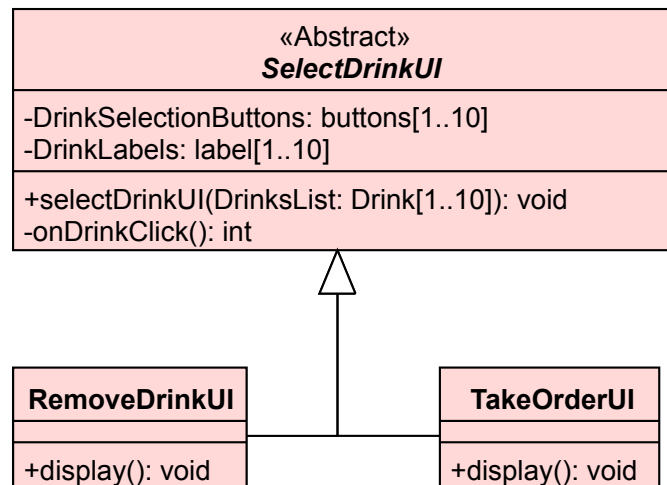 «Abstract»
SelectDrinkUI
-DrinkSelectionButtons: buttons[1..10]
-DrinkLabels: label[1..10]
+selectDrinkUI(DrinksList: Drink[1..10]): void
-onDrinkClick(): int
RemoveDrinkUI
+display(): void
TakeOrderUI
+display(): void